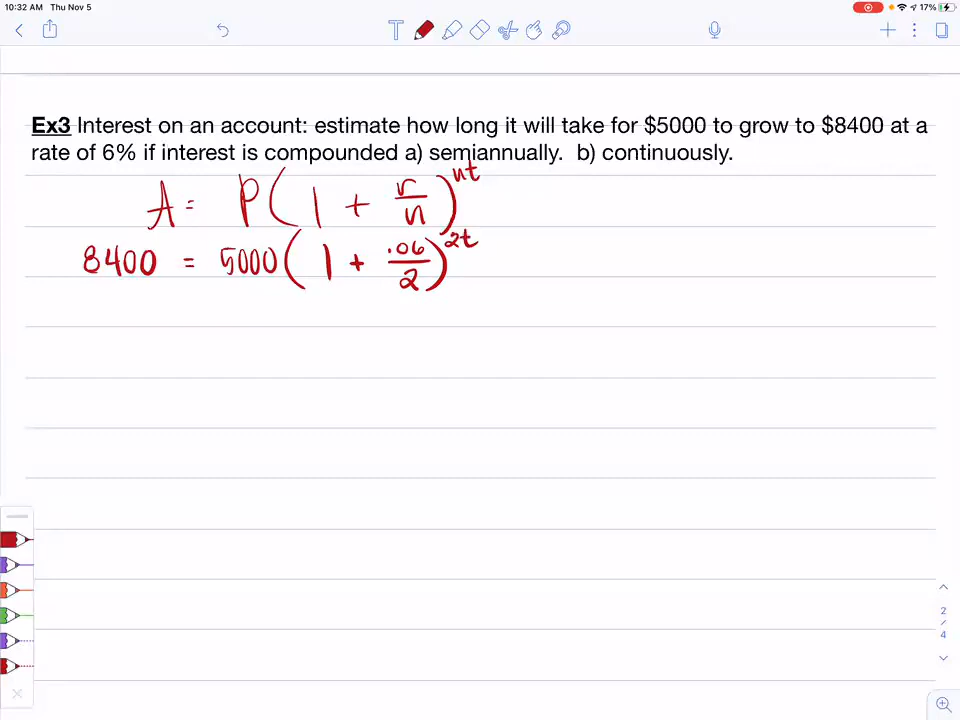 10:32 AM Thu Nov 5 17%
T
Ex3 Interest on an account: estimate how long it will take for $5000 to grow to $8400 at a
rate of 6% if interest is compounded a) semiannually. b) continuously.
A = P(1 + r/n)^nt
8400 = 5000(1 + .06/2)^2t
2
/
4